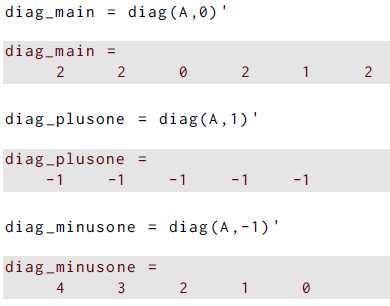 diag_main = diag(A,0)'
diag_main =
2 2 0 2 1 2
diag_plusone = diag(A,1)'
diag_plusone =
-1 -1 -1 -1 -1
diag_minusone = diag(A,-1)'
diag_minusone =
4 3 2 1 0